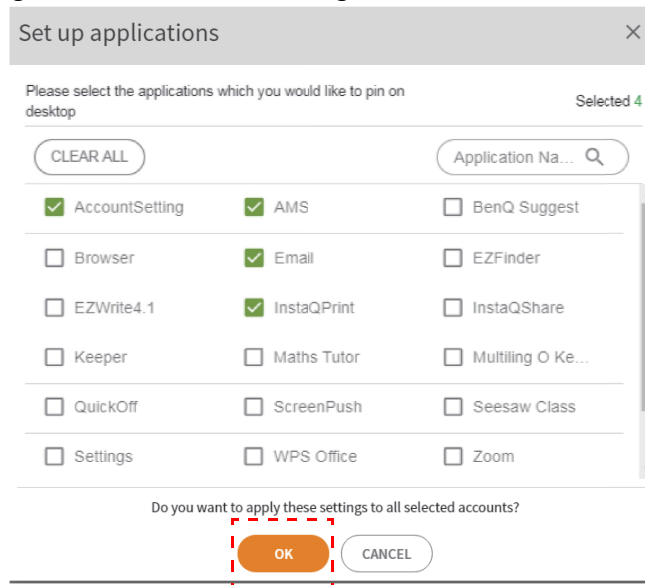 Set up applications
Please select the applications which you would like to pin on
desktop
Selected 4
CLEAR ALL
Application Na...
AccountSetting AMS BenQ Suggest
Browser Email EZFinder
EZWrite4.1 InstaQPrint InstaQShare
Keeper Maths Tutor Multiling O Ke...
QuickOff ScreenPush Seesaw Class
Settings WPS Office Zoom
Do you want to apply these settings to all selected accounts?
OK CANCEL